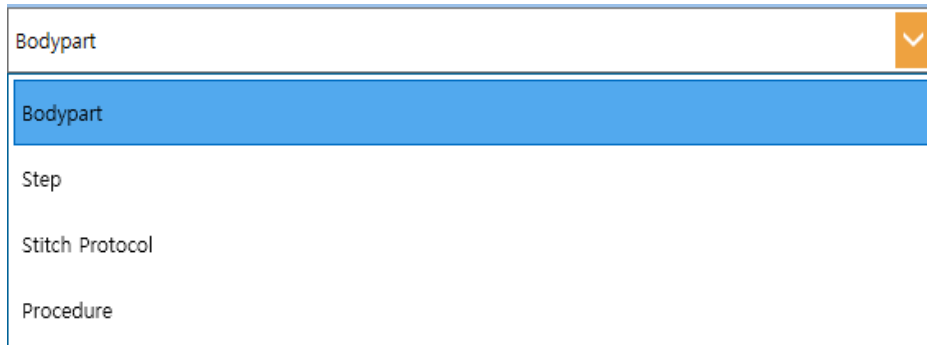 Bodypart
Bodypart
Step
Stitch Protocol
Procedure